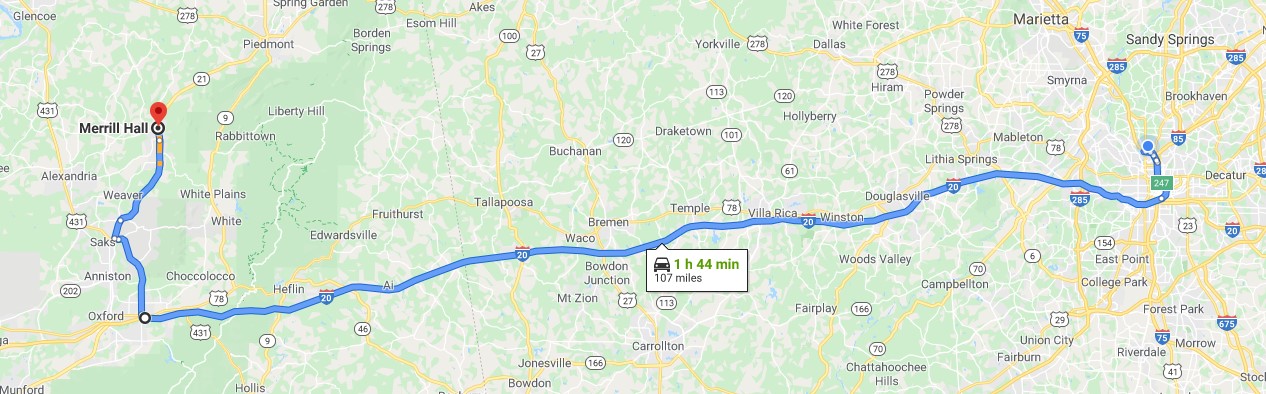 Glencoe
278
Spring Garden
278
Akes
Esom Hill
Borden
Springs
Piedmont
100
27
Yorkville
278
White Forest
Dallas
Marietta
75
Sandy Springs
285
285
Smyrna
21
431
9
Liberty Hill
Rabbittown
Merrill Hall
278
Hiram
Powder
Springs
278
Brookhaven
113
120
Hollyberry
Draketown
101
120
Buchanan
Mableton
78
85
Lithia Springs
61
Alexandria
Weaver
White Plains
White
431
Saks
Tallapoosa
Fruithurst
Edwardsville
Bremen
Temple
78
Villa Rica
20
Winston
Douglasville
20
285
247
Decatur
Waco
20
Bowdon
Junction
1 h 44 min
107 miles
Woods Valley
154
23
20
East Point
6
70
Campbellton
College Park
Anniston
Choccolocco
202
78
Heflin
20
Ai
Oxford
431
9
46
Mt Zion
27
113
Fairplay
166
29
Forest Park
675
75
Union City
Morrow
Riverdale
Fairburn
70
Carrollton
Jonesville
166
Bowdon
Chattahoochee
Hills
41
Munford
Hollis